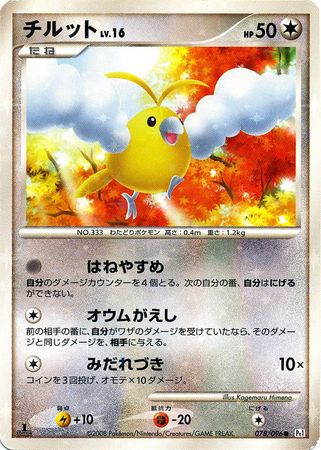 チルット LV.16 HP 50
たね
NO.333 わたどりポケモン 高さ:0.4m 重さ:1.2kg
はねやすめ
自分のダメージカウンターを4個とる。次の自分の番、自分はにげる
ができない。
オウムがえし
前の相手の番に、自分がワザのダメージを受けていたなら、そのダメー
ジと同じダメージを、相手に与える。
みだれづき 10×
コインを3回投げ、オモテ×10ダメージ。
Illus. Kagemaru Himeno
弱点 +10 抵抗力 −20 にげる
©2008 Pokémon/Nintendo/Creatures/GAME FREAK. 078/096● Pt1